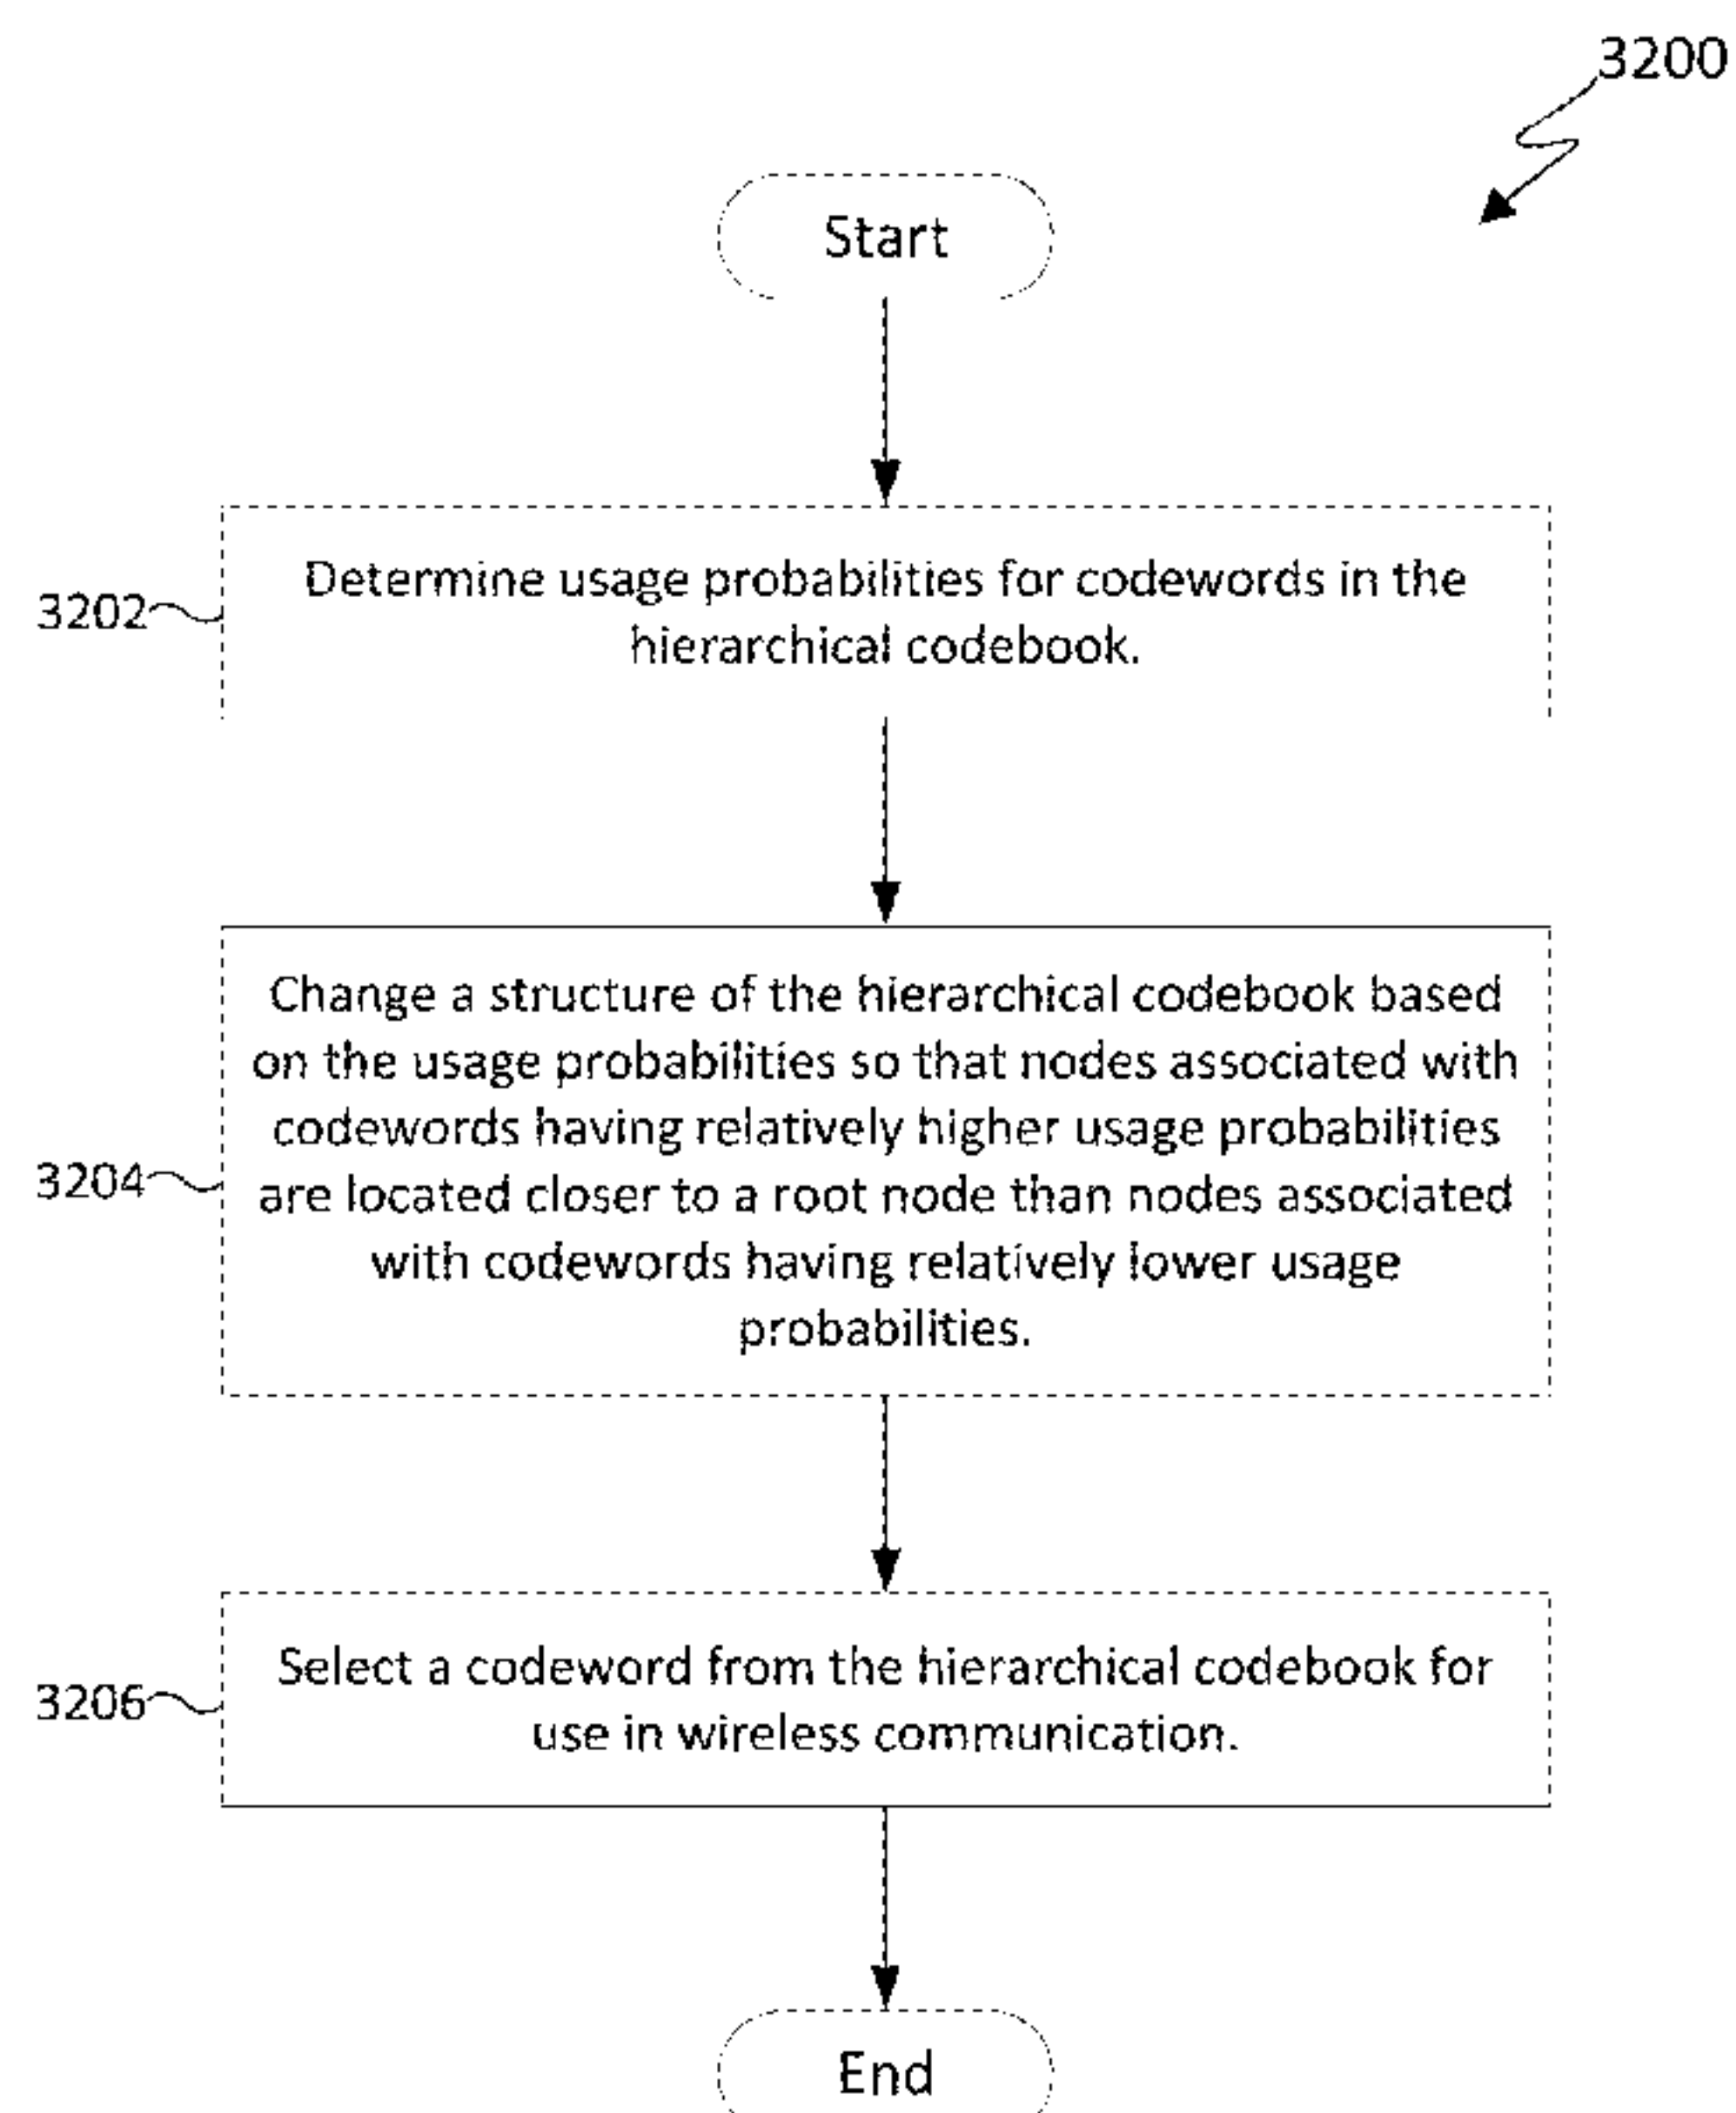 3200
Start
3202
Determine usage probabilities for codewords in the
hierarchical codebook.
3204
Change a structure of the hierarchical codebook based
on the usage probabilities so that nodes associated with
codewords having relatively higher usage probabilities
are located closer to a root node than nodes associated
with codewords having relatively lower usage
probabilities.
3206
Select a codeword from the hierarchical codebook for
use in wireless communication.
End